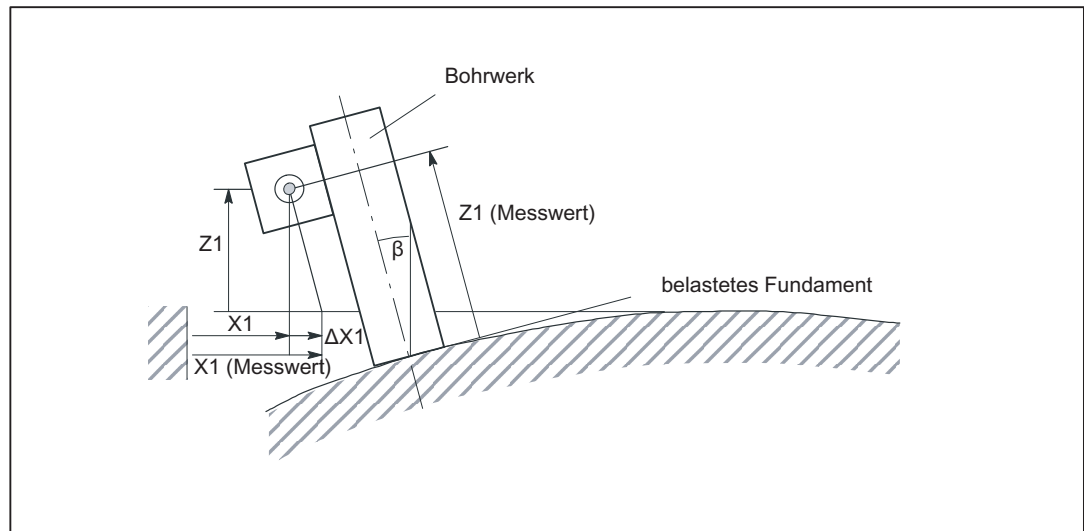 Bohrwerk
Z1 (Messwert)
β
Z1
belastetes Fundament
X1
ΔX1
X1 (Messwert)